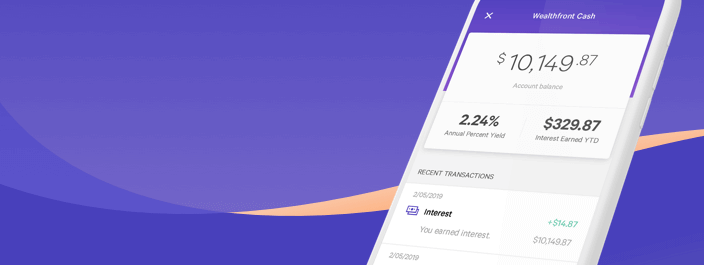 × Wealthfront Cash
$10,149.87
Account balance
2.24% $329.87
Annual Percent Yield Interest Earned YTD
RECENT TRANSACTIONS
2/05/2019
Interest +$14.87
You earned interest. $10,149.87
2/05/2019